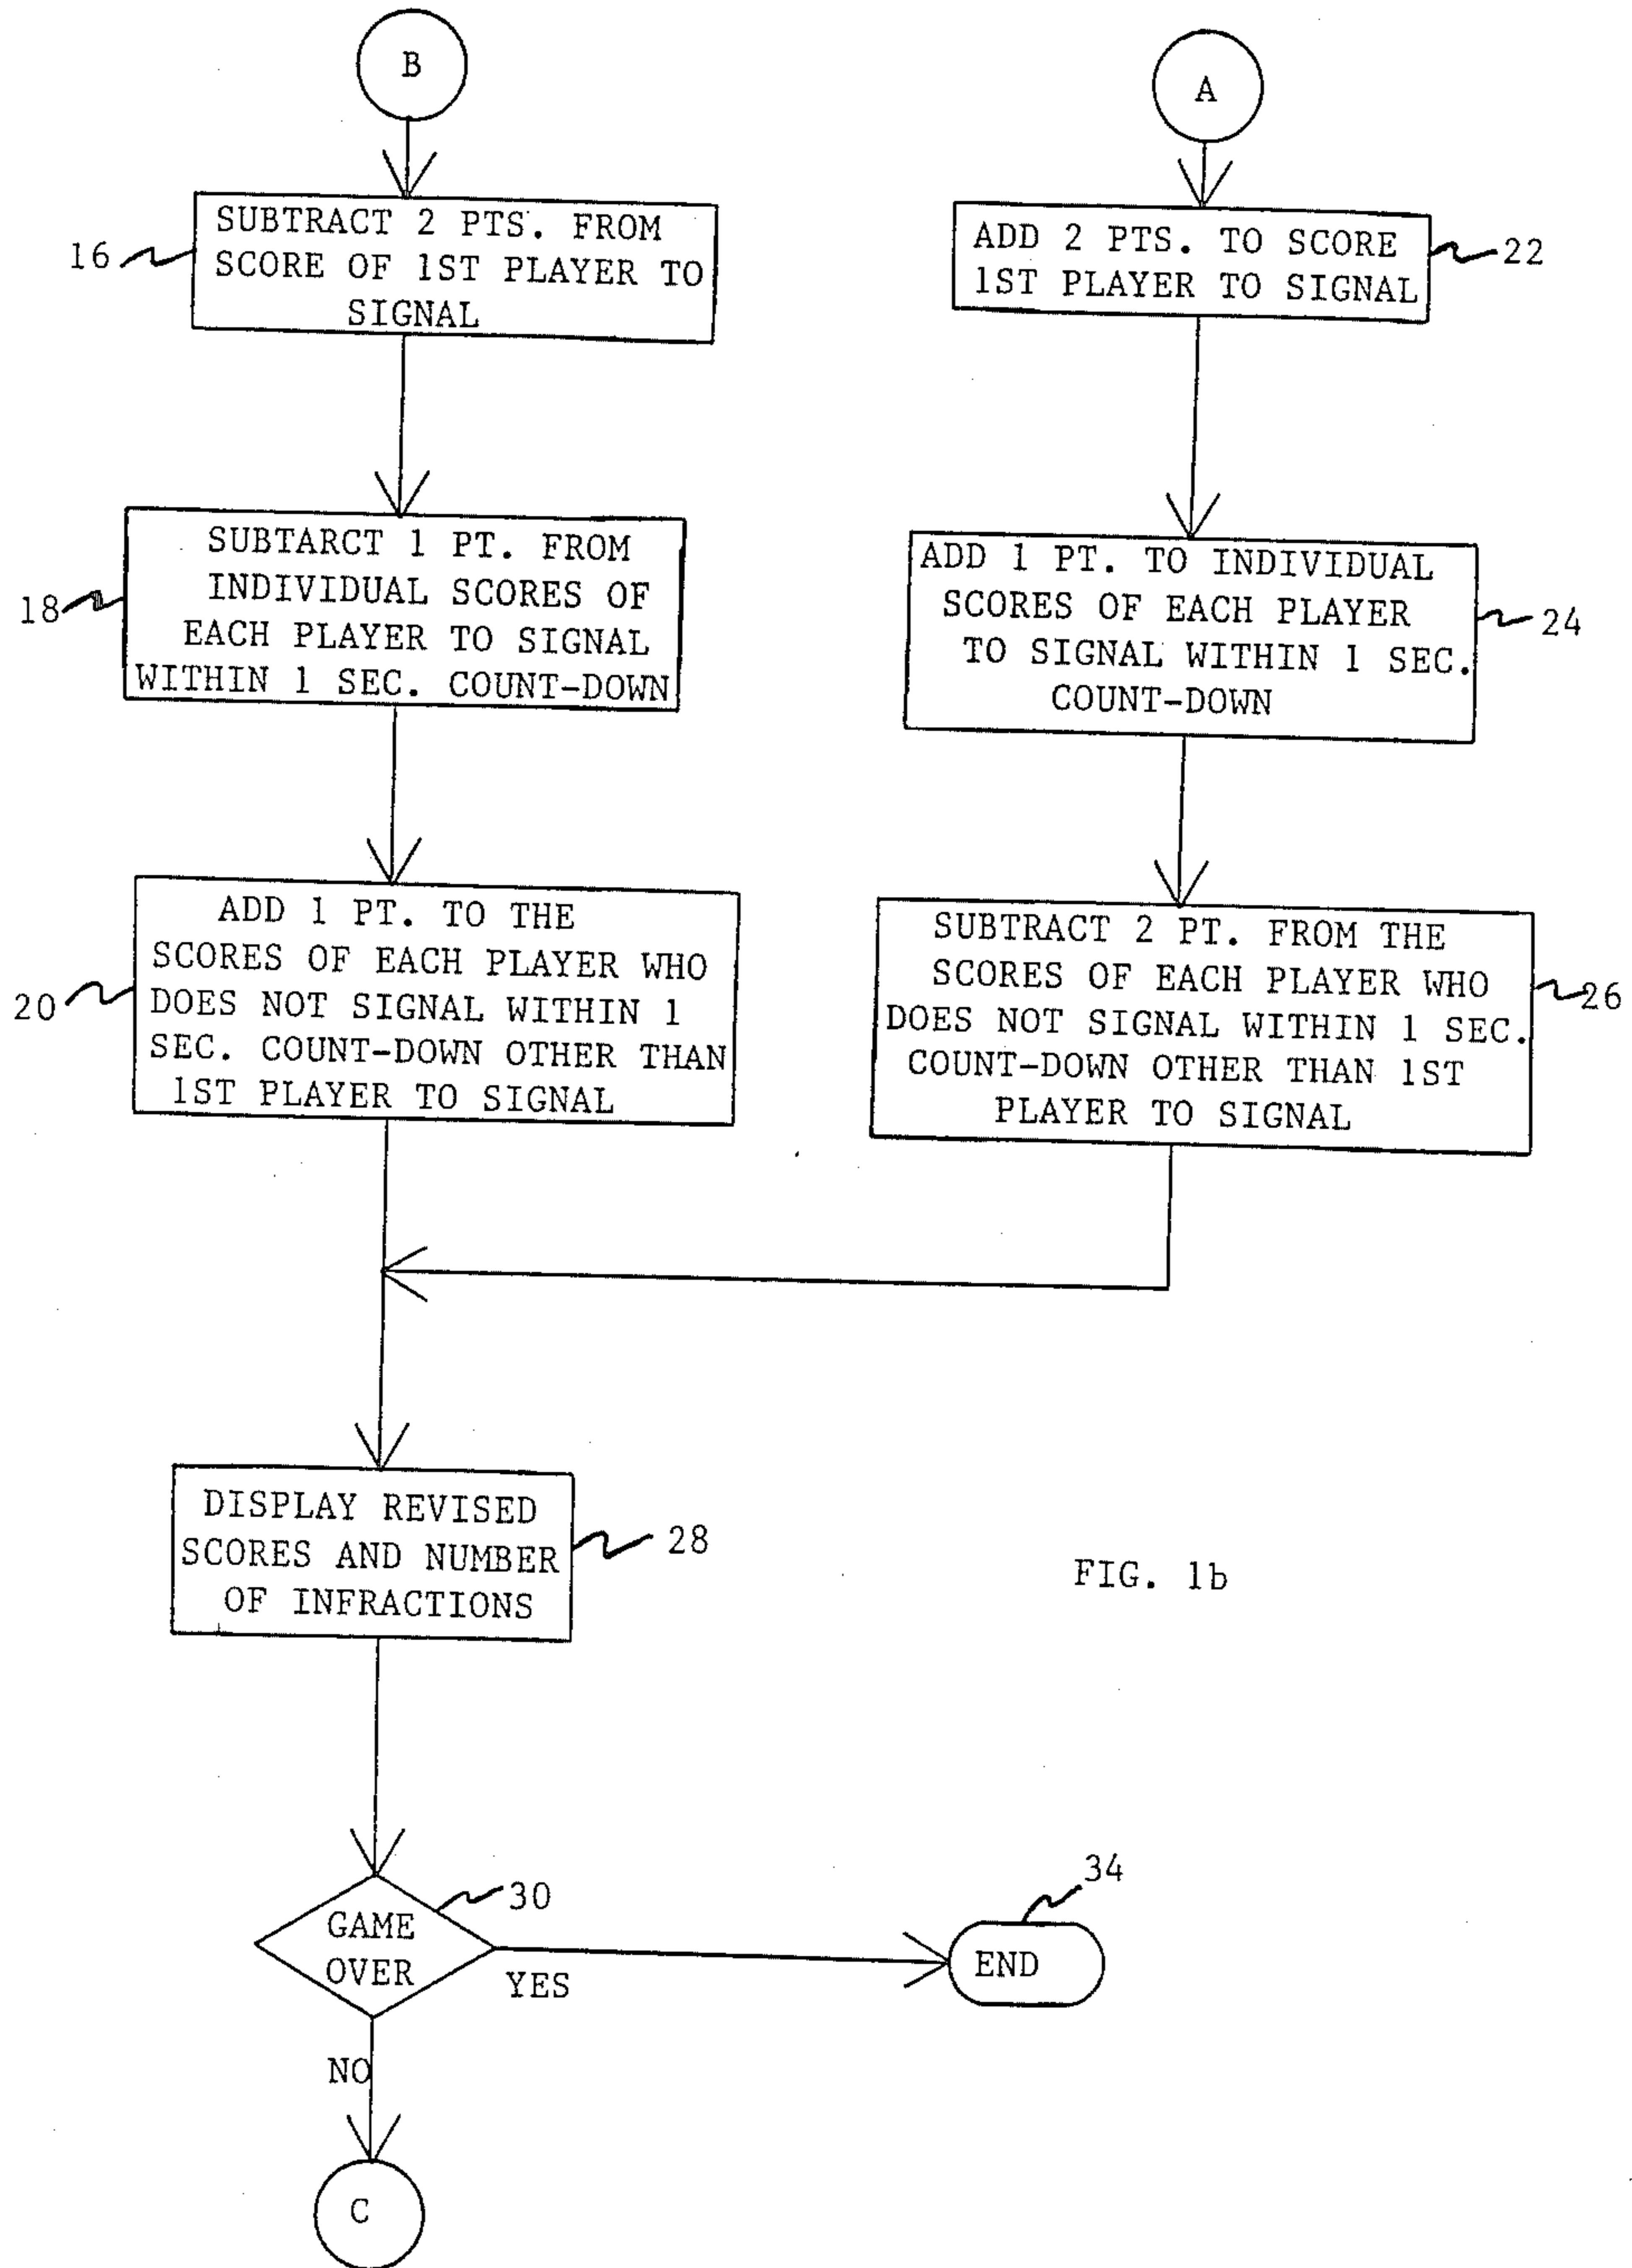 B
SUBTRACT 2 PTS. FROM
SCORE OF 1ST PLAYER TO
SIGNAL
16
SUBTARCT 1 PT. FROM
INDIVIDUAL SCORES OF
EACH PLAYER TO SIGNAL
WITHIN 1 SEC. COUNT-DOWN
18
ADD 1 PT. TO THE
SCORES OF EACH PLAYER WHO
DOES NOT SIGNAL WITHIN 1
SEC. COUNT-DOWN OTHER THAN
1ST PLAYER TO SIGNAL
20
A
ADD 2 PTS. TO SCORE
1ST PLAYER TO SIGNAL
22
ADD 1 PT. TO INDIVIDUAL
SCORES OF EACH PLAYER
TO SIGNAL WITHIN 1 SEC.
COUNT-DOWN
24
SUBTRACT 2 PT. FROM THE
SCORES OF EACH PLAYER WHO
DOES NOT SIGNAL WITHIN 1 SEC.
COUNT-DOWN OTHER THAN 1ST
PLAYER TO SIGNAL
26
DISPLAY REVISED
SCORES AND NUMBER
OF INFRACTIONS
28
FIG. 1b
GAME
OVER
30
YES
END
34
NO
C